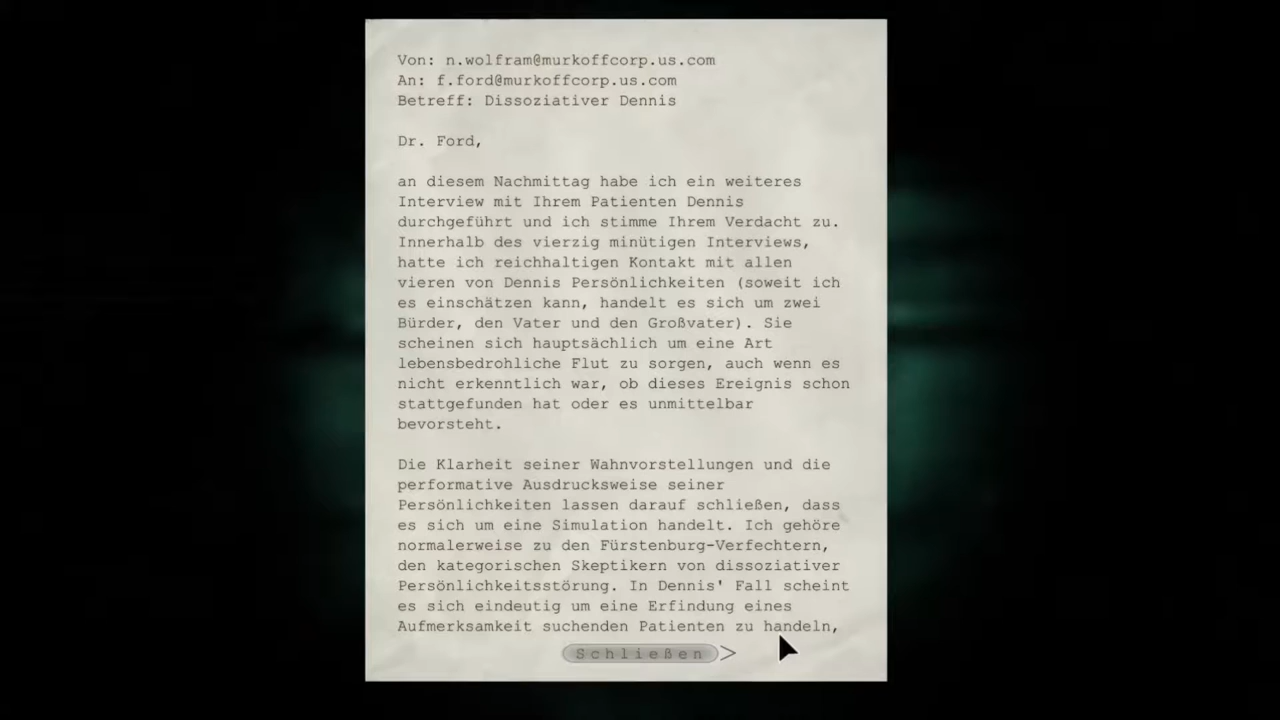 Von: n.wolfram@murkoffcorp.us.com
An: f.ford@murkoffcorp.us.com
Betreff: Dissoziativer Dennis
Dr. Ford,
an diesem Nachmittag habe ich ein weiteres
Interview mit Ihrem Patienten Dennis
durchgeführt und ich stimme Ihrem Verdacht zu.
Innerhalb des vierzig minütigen Interviews,
hatte ich reichhaltigen Kontakt mit allen
vieren von Dennis Persönlichkeiten (soweit ich
es einschätzen kann, handelt es sich um zwei
Bürder, den Vater und den Großvater). Sie
scheinen sich hauptsächlich um eine Art
lebensbedrohliche Flut zu sorgen, auch wenn es
nicht erkenntlich war, ob dieses Ereignis schon
stattgefunden hat oder es unmittelbar
bevorsteht.
Die Klarheit seiner Wahnvorstellungen und die
performative Ausdrucksweise seiner
Persönlichkeiten lassen darauf schließen, dass
es sich um eine Simulation handelt. Ich gehöre
normalerweise zu den Fürstenburg-Verfechtern,
den kategorischen Skeptikern von dissoziativer
Persönlichkeitsstörung. In Dennis' Fall scheint
es sich eindeutig um eine Erfindung eines
Aufmerksamkeit suchenden Patienten zu handeln,
Schließen >